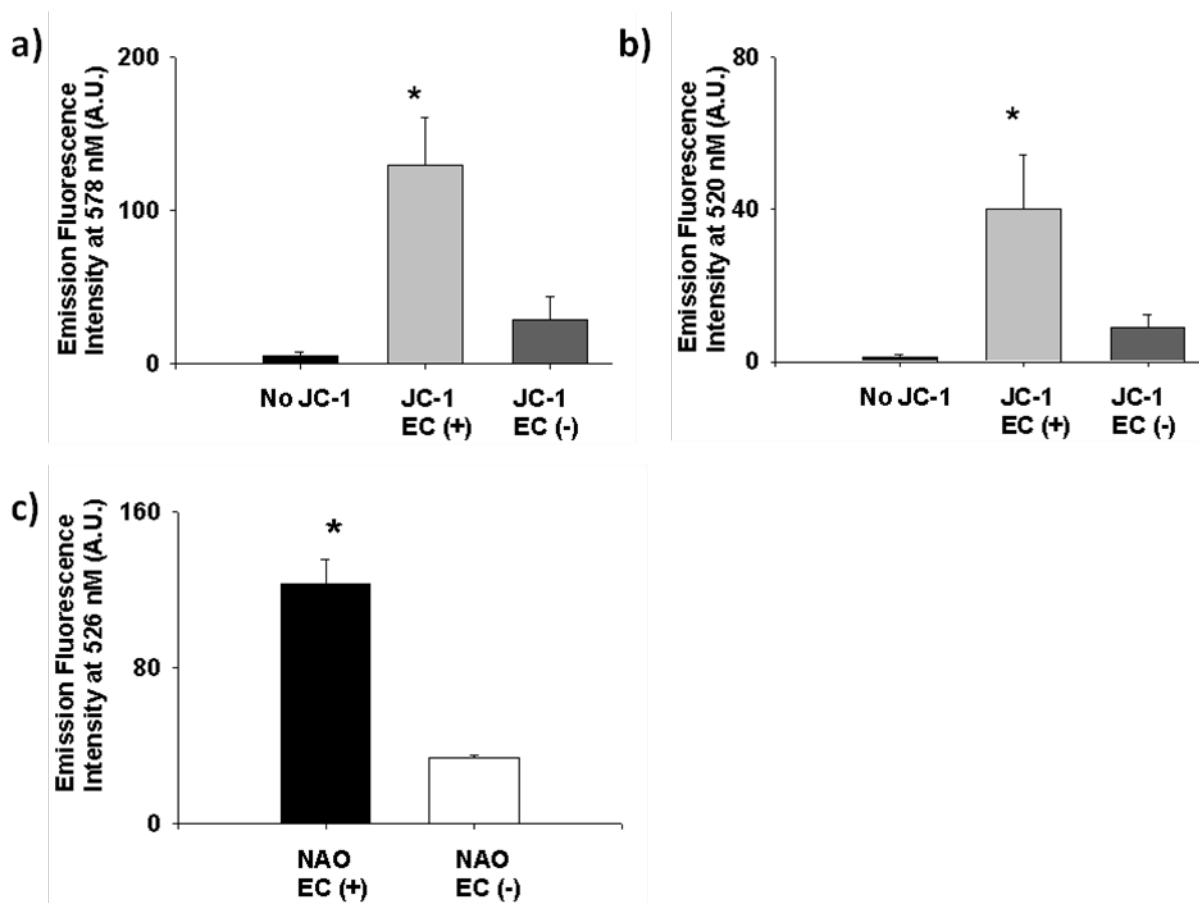 a)
Emission Fluorescence
Intensity at 578 nM (A.U.)
200
100
0
*
No JC-1
JC-1
EC (+)
JC-1
EC (-)
b)
Emission Fluorescence
Intensity at 520 nM (A.U.)
80
40
0
*
No JC-1
JC-1
EC (+)
JC-1
EC (-)
c)
Emission Fluorescence
Intensity at 526 nM (A.U.)
160
80
0
*
NAO
EC (+)
NAO
EC (-)